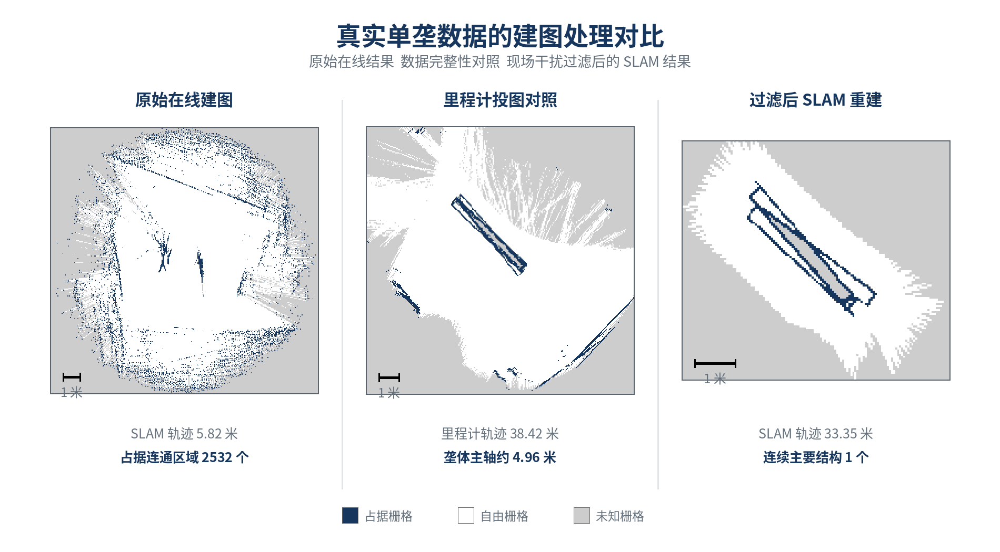 真实单垄数据的建图处理对比
原始在线结果 数据完整性对照 现场干扰过滤后的 SLAM 结果
原始在线建图
1 米
SLAM 轨迹 5.82 米
占据连通区域 2532 个
里程计投图对照
1 米
里程计轨迹 38.42 米
垄体主轴约 4.96 米
过滤后 SLAM 重建
1 米
SLAM 轨迹 33.35 米
连续主要结构 1 个
占据栅格
自由栅格
未知栅格